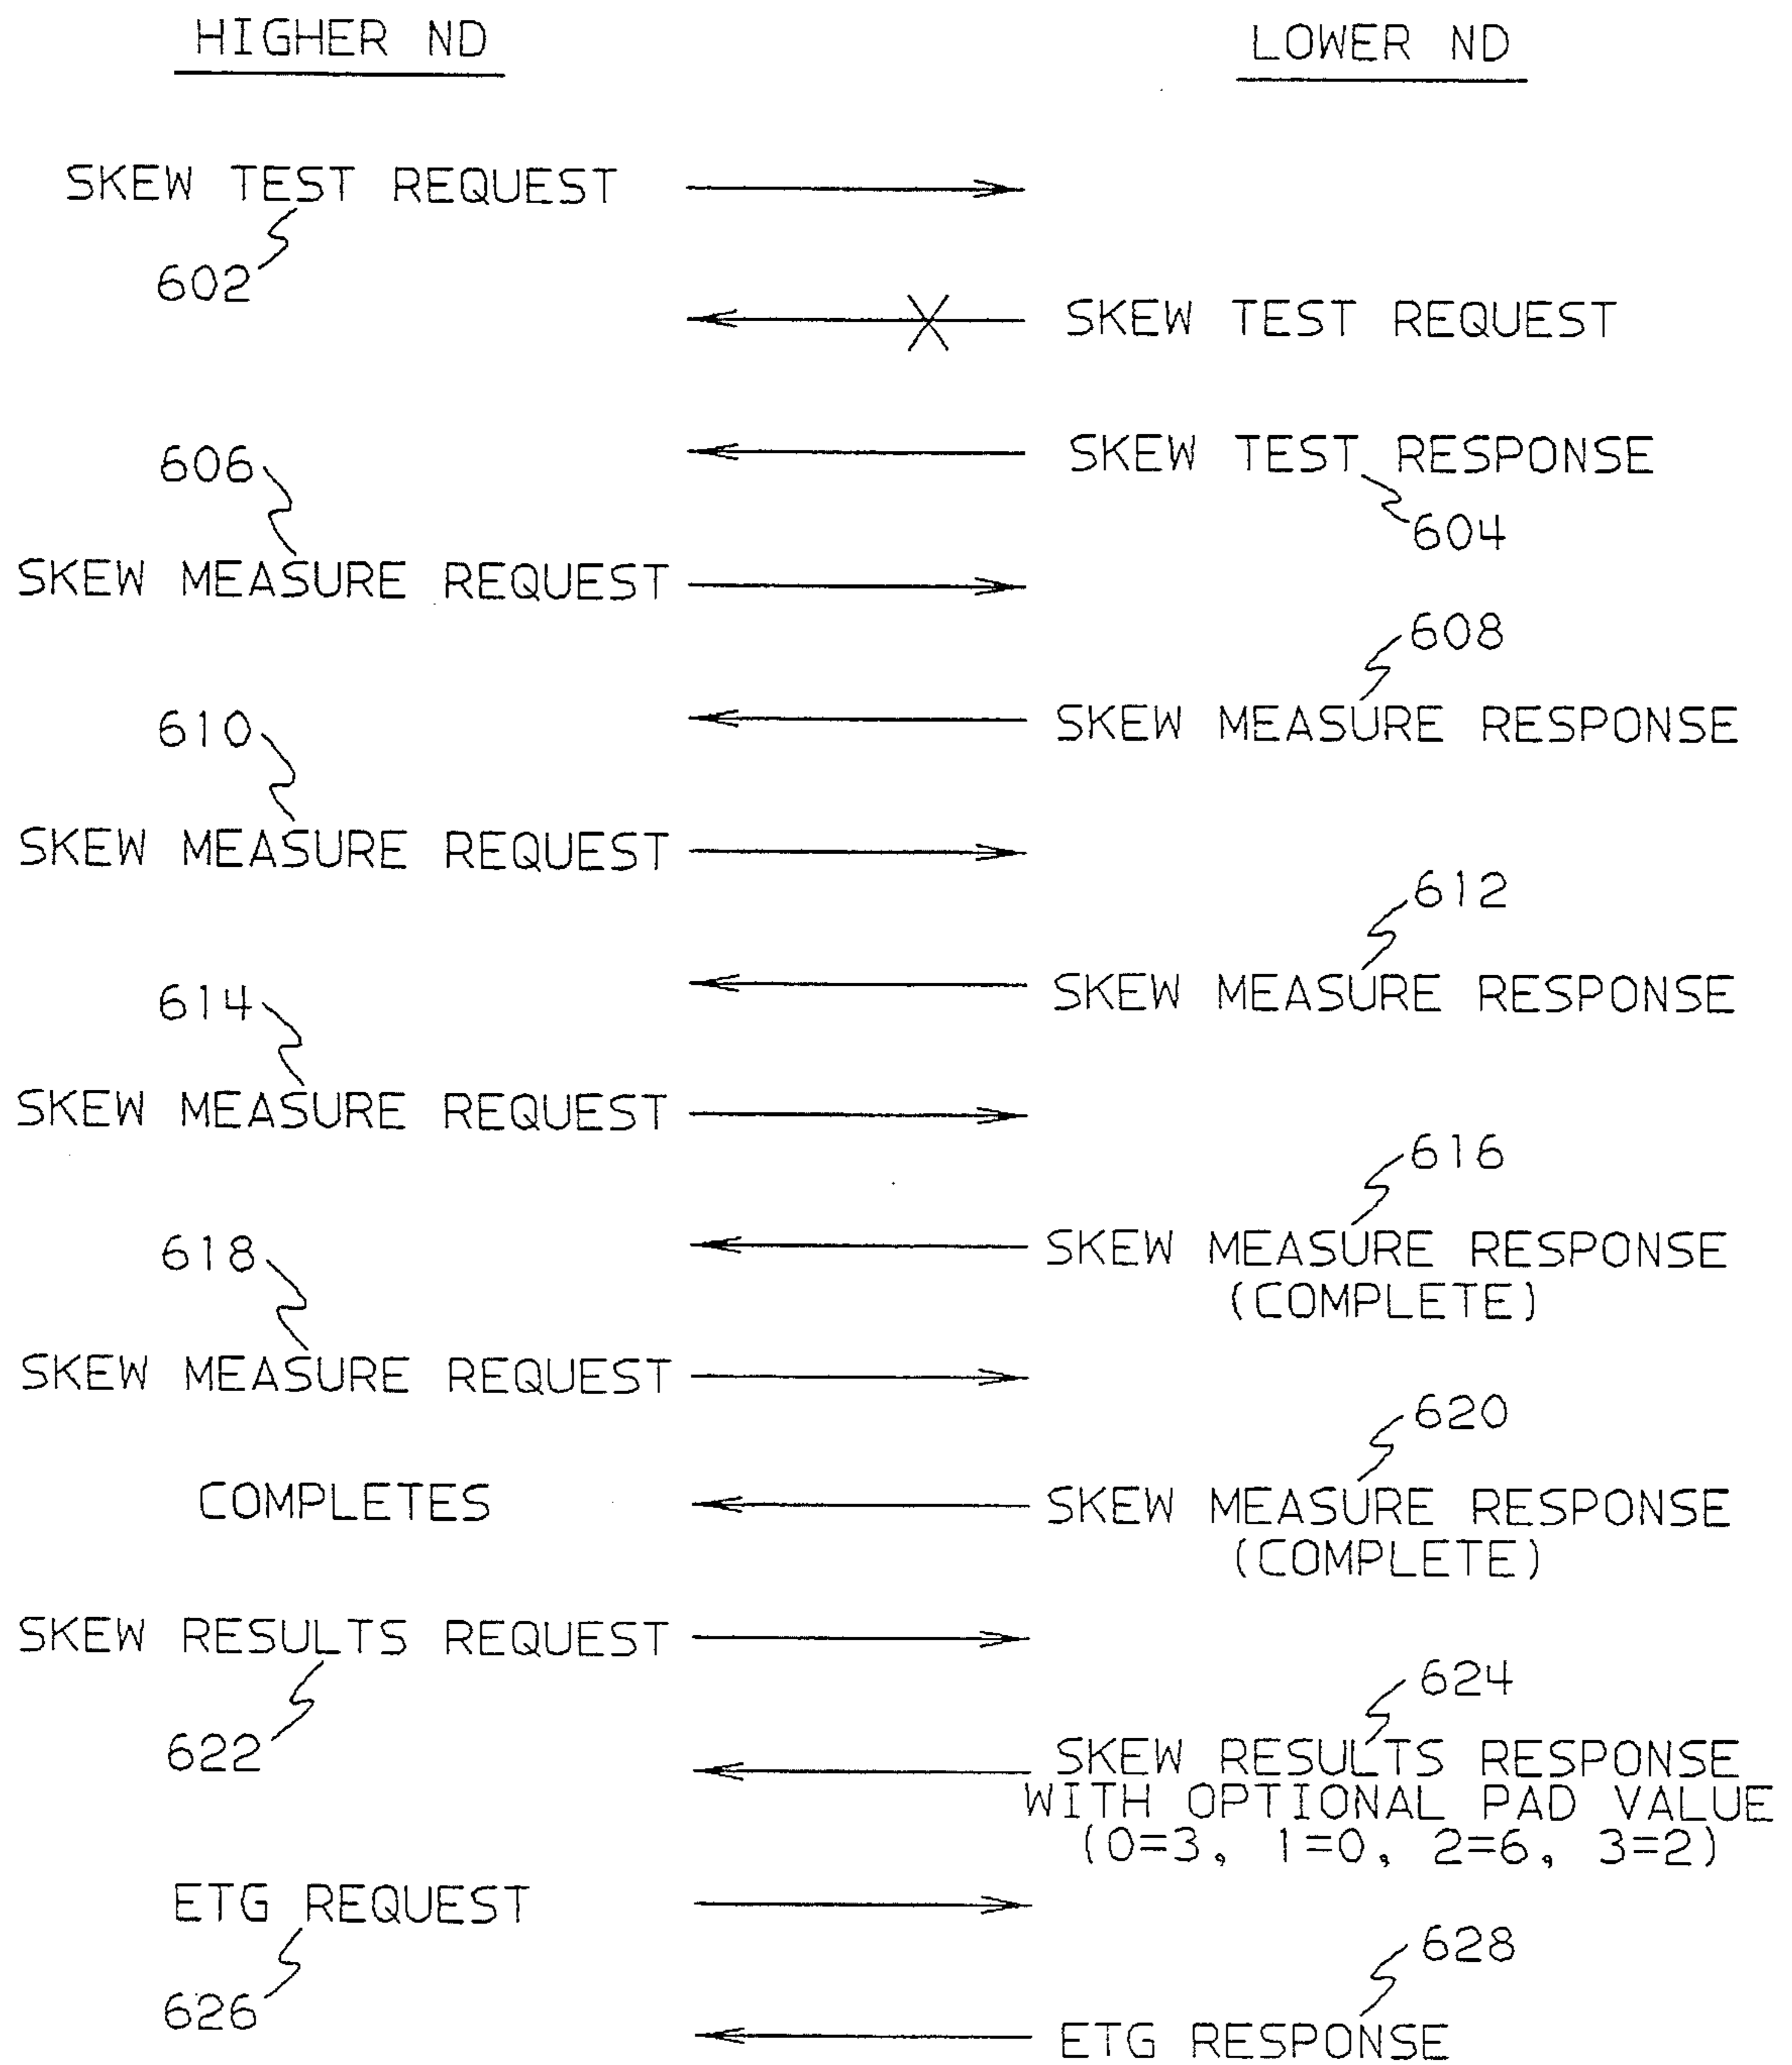 HIGHER ND
LOWER ND
SKEW TEST REQUEST
602
SKEW TEST REQUEST
SKEW TEST RESPONSE
604
606
SKEW MEASURE REQUEST
608
SKEW MEASURE RESPONSE
610
SKEW MEASURE REQUEST
612
SKEW MEASURE RESPONSE
614
SKEW MEASURE REQUEST
616
SKEW MEASURE RESPONSE
(COMPLETE)
618
SKEW MEASURE REQUEST
620
COMPLETES
SKEW MEASURE RESPONSE
(COMPLETE)
SKEW RESULTS REQUEST
622
624
SKEW RESULTS RESPONSE
WITH OPTIONAL PAD VALUE
(0=3, 1=0, 2=6, 3=2)
ETG REQUEST
626
628
ETG RESPONSE